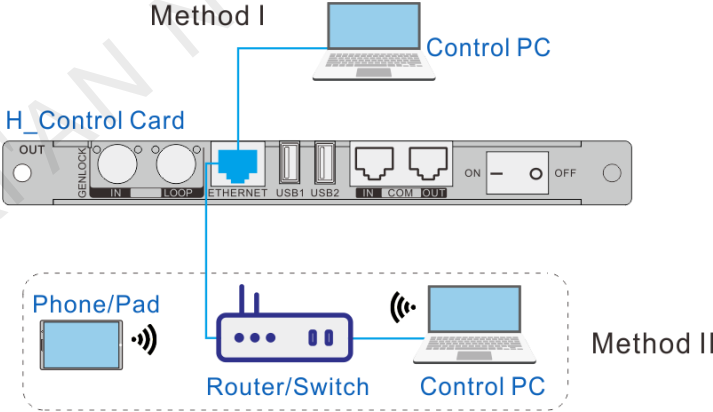 Method I
Control PC
H_Control Card
OUT
GENLOCK
IN
LOOP
ETHERNET
USB1
USB2
IN
COM
OUT
ON
OFF
Phone/Pad
Router/Switch
Control PC
Method II